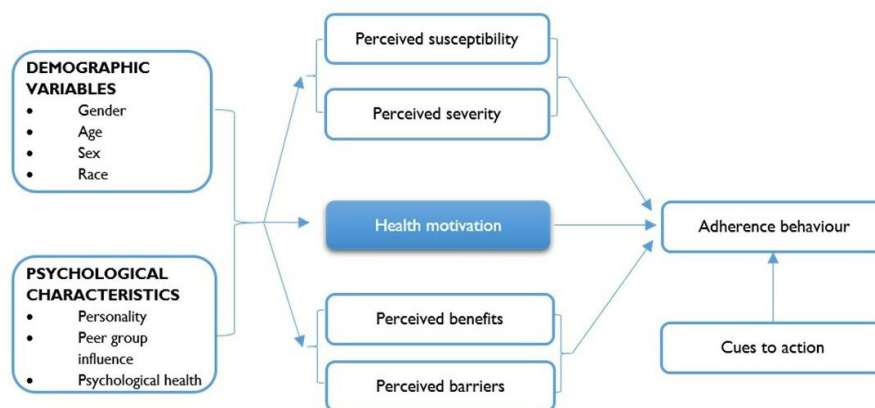 DEMOGRAPHIC
VARIABLES
• Gender
• Age
• Sex
• Race
PSYCHOLOGICAL
CHARACTERISTICS
• Personality
• Peer group
influence
• Psychological health
Perceived susceptibility
Perceived severity
Health motivation
Perceived benefits
Perceived barriers
Adherence behaviour
Cues to action